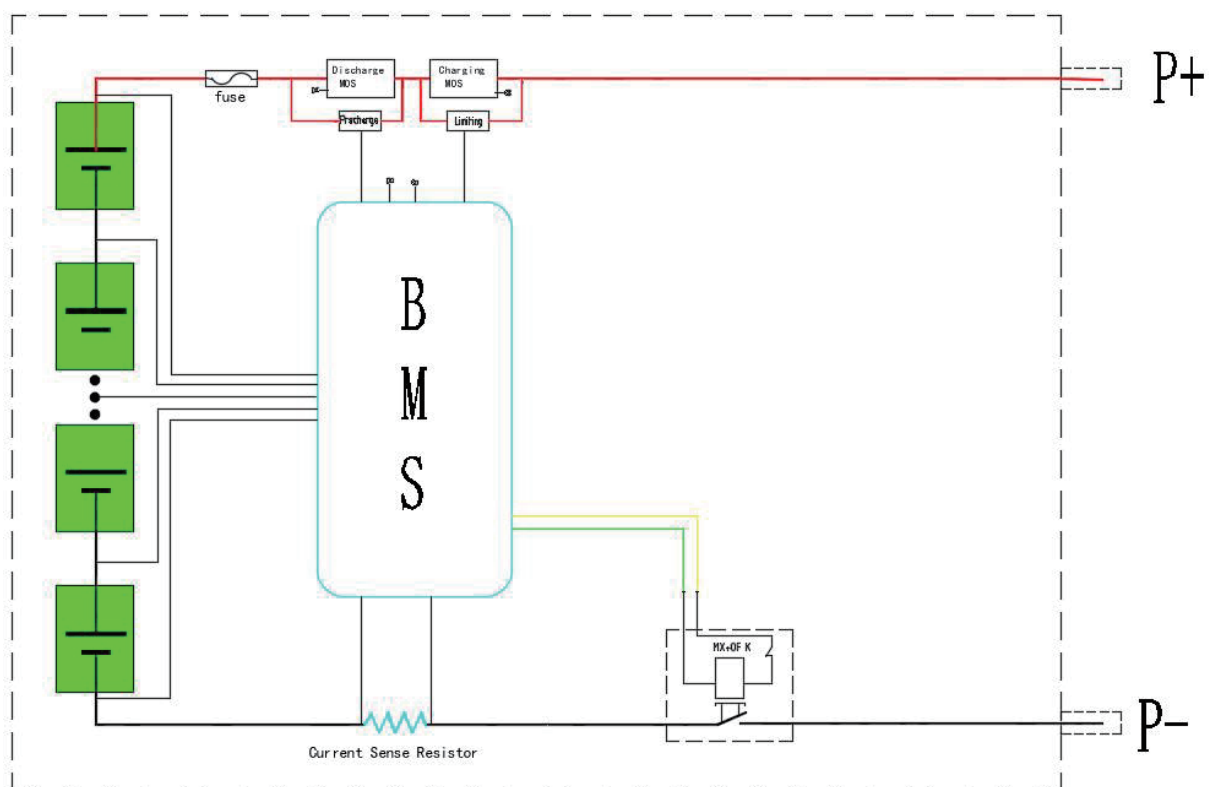 P+
Discharge
MOS
Charging
MOS
fuse
Precharge
Limiting
B
M
S
MX+OF K
P-
Current Sense Resistor